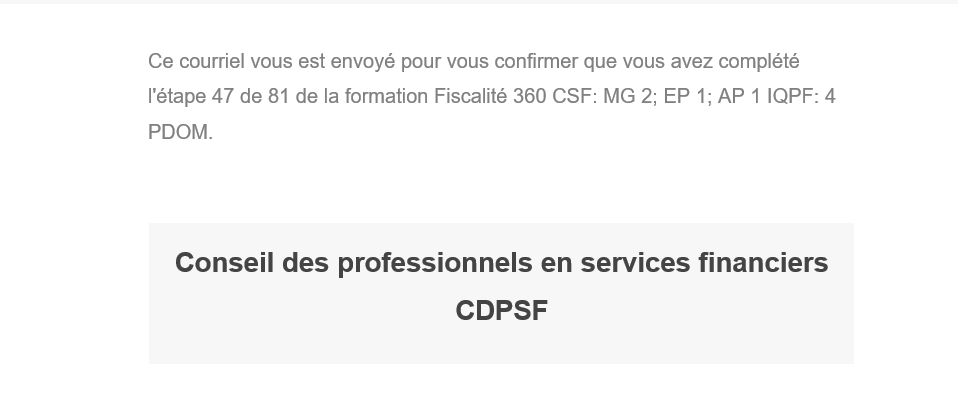 Ce courriel vous est envoyé pour vous confirmer que vous avez complété
l'étape 47 de 81 de la formation Fiscalité 360 CSF: MG 2; EP 1; AP 1 IQPF: 4
PDOM.
Conseil des professionnels en services financiers
CDPSF